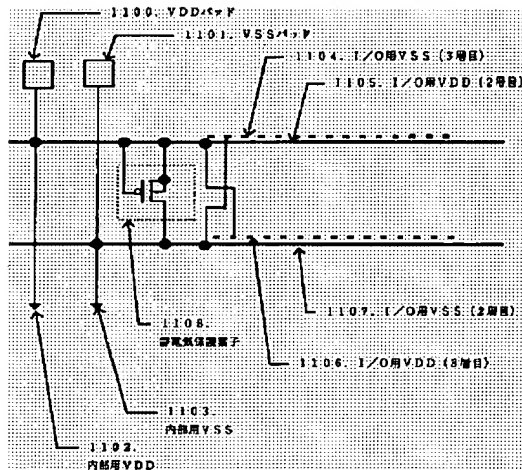 1100. VDDパッド
1101. VSSパッド
1104. I/O用VSS (3層目)
1105. I/O用VDD (2層目)
1107. I/O用VSS (2層目)
1108.
静電気保護素子
1106. I/O用VDD (3層目)
1103.
内部用VSS
1102.
内部用VDD